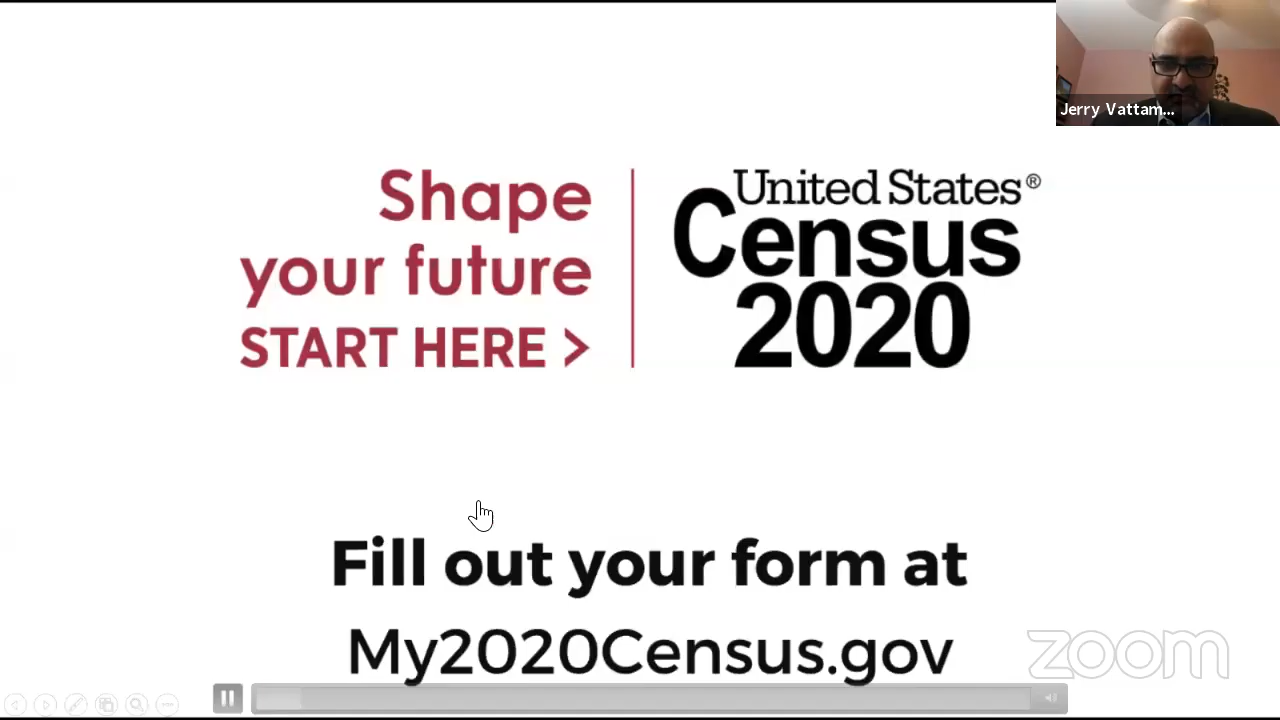 Jerry Vattam...
Shape
your future
START HERE >
United States®
Census
2020
Fill out your form at
My2020Census.gov
zoom